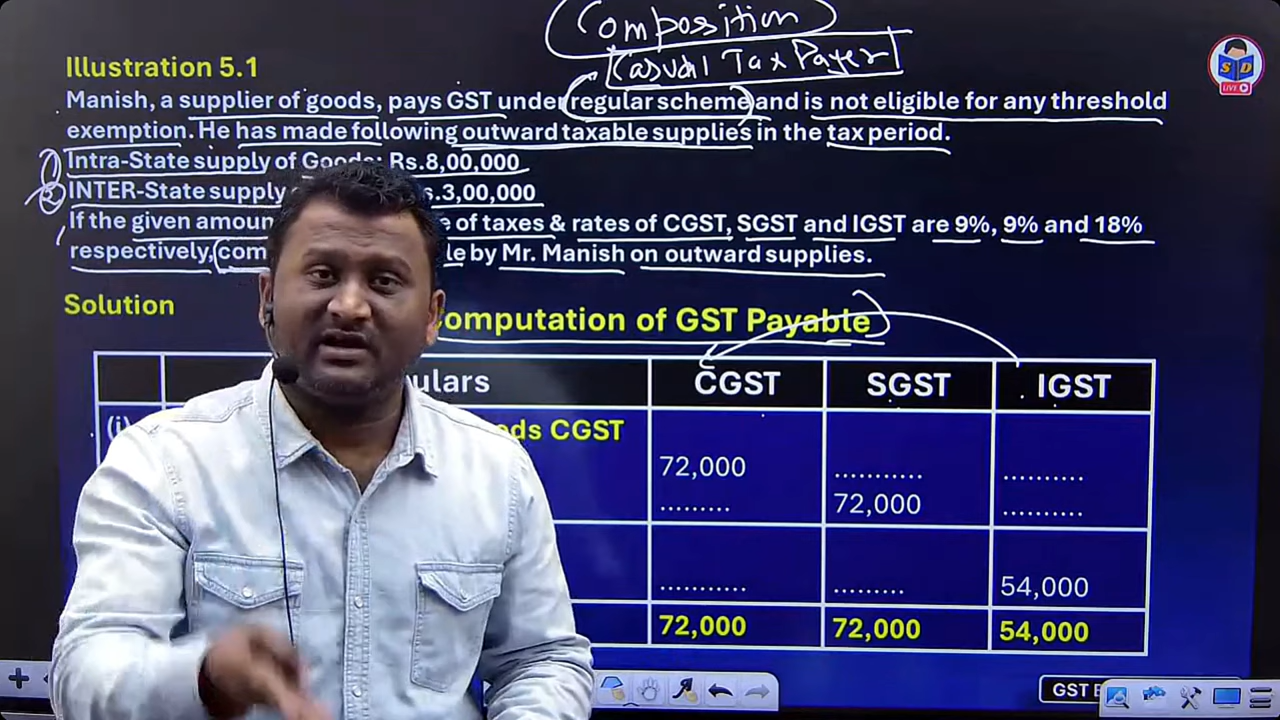 Composition
Casual Tax Payer
S D
LIVE
Illustration 5.1
Manish, a supplier of goods, pays GST under regular scheme and is not eligible for any threshold
exemption. He has made following outward taxable supplies in the tax period.
1 Intra-State supply of Goods: Rs.8,00,000
2 INTER-State supply s.3,00,000
If the given amoun e of taxes & rates of CGST, SGST and IGST are 9%, 9% and 18%
respectively, com le by Mr. Manish on outward supplies.
Solution
omputation of GST Payable
ulars CGST SGST IGST
(i) ods CGST
72,000 ........... ...........
......... 72,000 ...........
........... ......... 54,000
72,000 72,000 54,000
GST